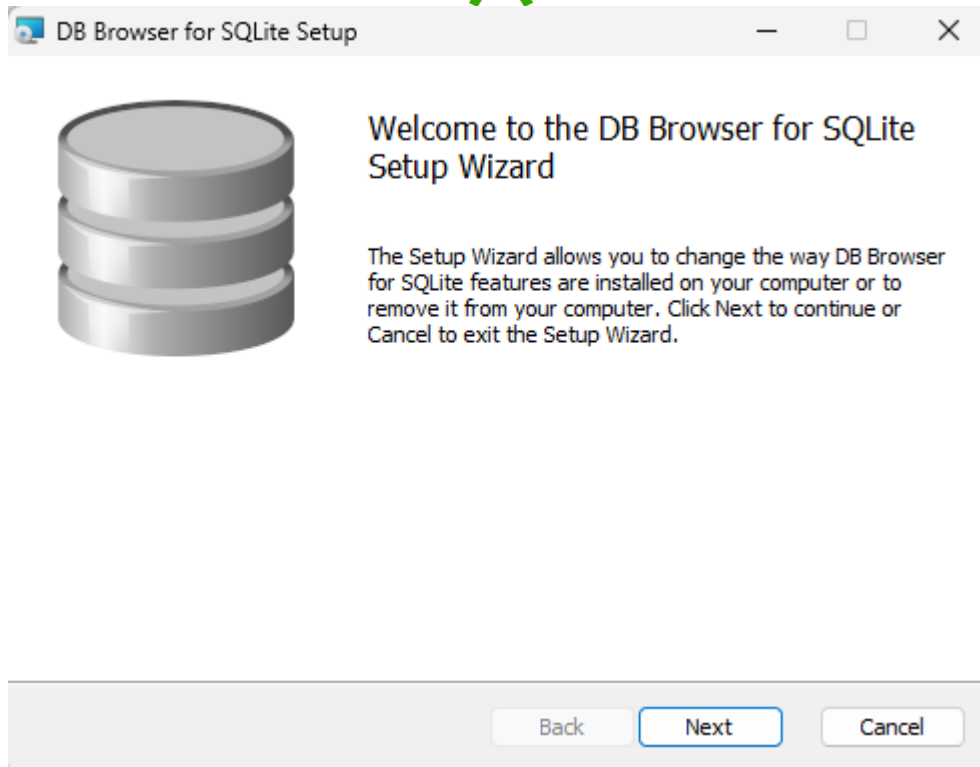 DB Browser for SQLite Setup
Welcome to the DB Browser for SQLite
Setup Wizard
The Setup Wizard allows you to change the way DB Browser
for SQLite features are installed on your computer or to
remove it from your computer. Click Next to continue or
Cancel to exit the Setup Wizard.
Back Next Cancel